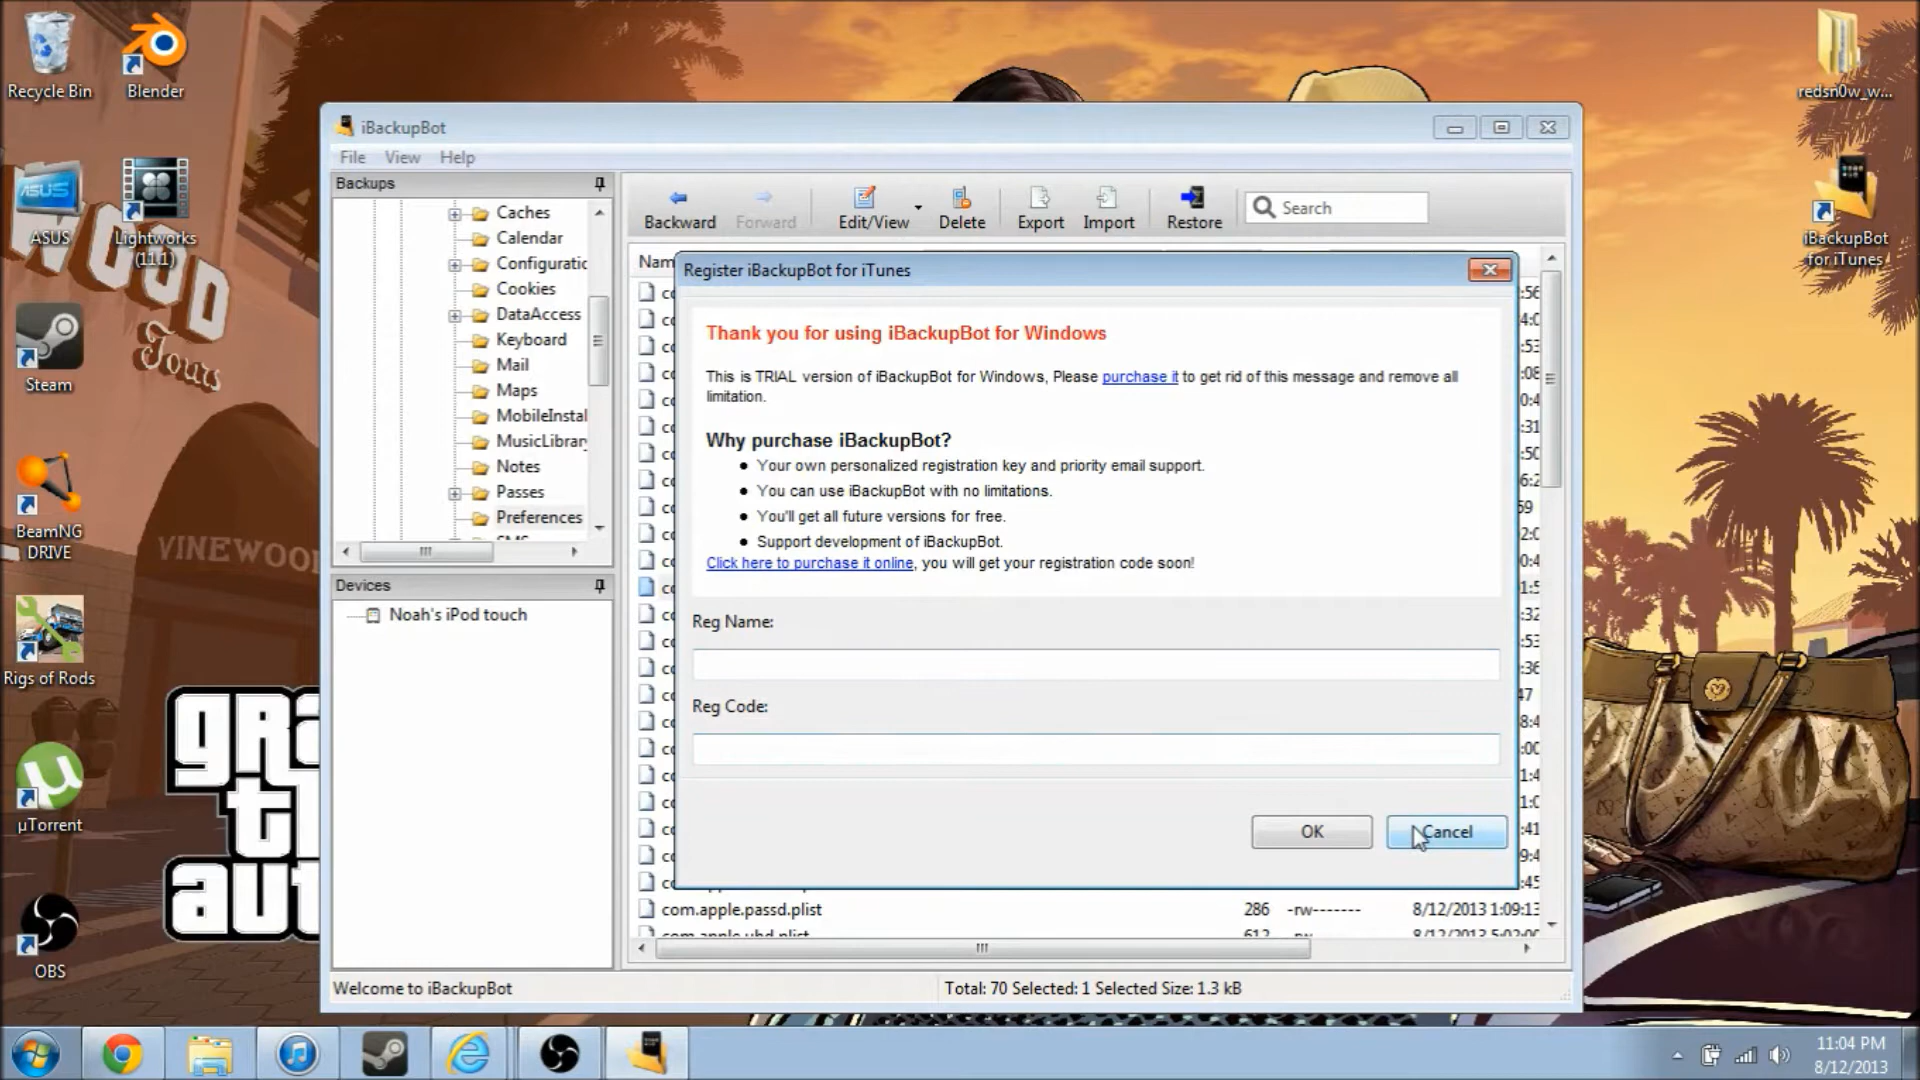 Recycle Bin
Blender
redsn0w_w...
ASUS
Lightworks
(11.1)
iBackupBot
for iTunes
Steam
BeamNG
DRIVE
Rigs of Rods
µTorrent
OBS
Tours
VINEWOOD
iBackupBot
File View Help
Backups
Caches
Calendar
Configuratic
Cookies
DataAccess
Keyboard
Mail
Maps
MobileInstal
MusicLibrar
Notes
Passes
Preferences
Devices
Noah's iPod touch
Backward Forward Edit/View Delete Export Import Restore Search
Nam
Register iBackupBot for iTunes
Thank you for using iBackupBot for Windows
This is TRIAL version of iBackupBot for Windows, Please purchase it to get rid of this message and remove all
limitation.
Why purchase iBackupBot?
• Your own personalized registration key and priority email support.
• You can use iBackupBot with no limitations.
• You'll get all future versions for free.
• Support development of iBackupBot.
Click here to purchase it online, you will get your registration code soon!
Reg Name:
Reg Code:
OK Cancel
com.apple.passd.plist 286 -rw------- 8/12/2013 1:09:13
Welcome to iBackupBot Total: 70 Selected: 1 Selected Size: 1.3 kB
11:04 PM
8/12/2013